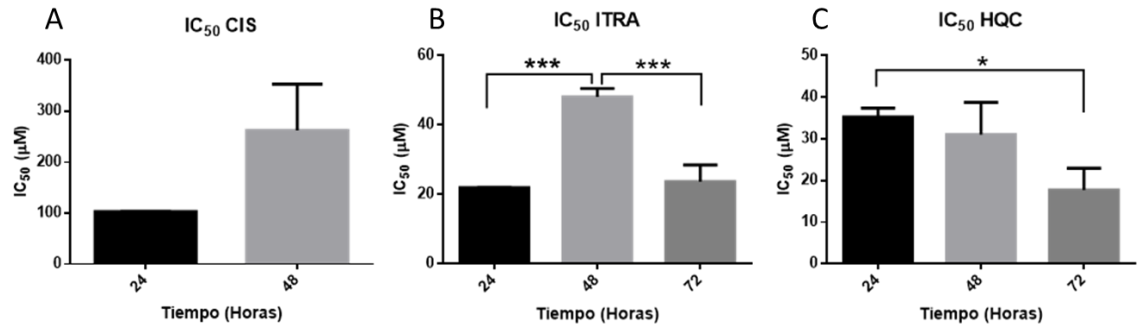 A
IC50 CIS
400
300
200
100
0
IC50 (μM)
24
48
Tiempo (Horas)
B
IC50 ITRA
60
40
20
0
IC50 (μM)
***
***
24
48
72
Tiempo (Horas)
C
IC50 HQC
50
40
30
20
10
0
IC50 (μM)
*
24
48
72
Tiempo (Horas)